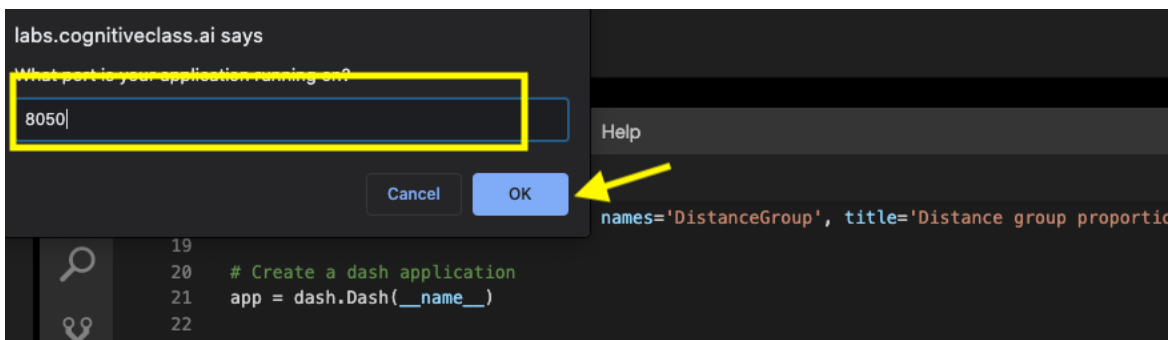 labs.cognitiveclass.ai says
What port is your application running on?
8050
Help
Cancel
OK
names='DistanceGroup', title='Distance group proportio
19
20 # Create a dash application
21 app = dash.Dash(__name__)
22